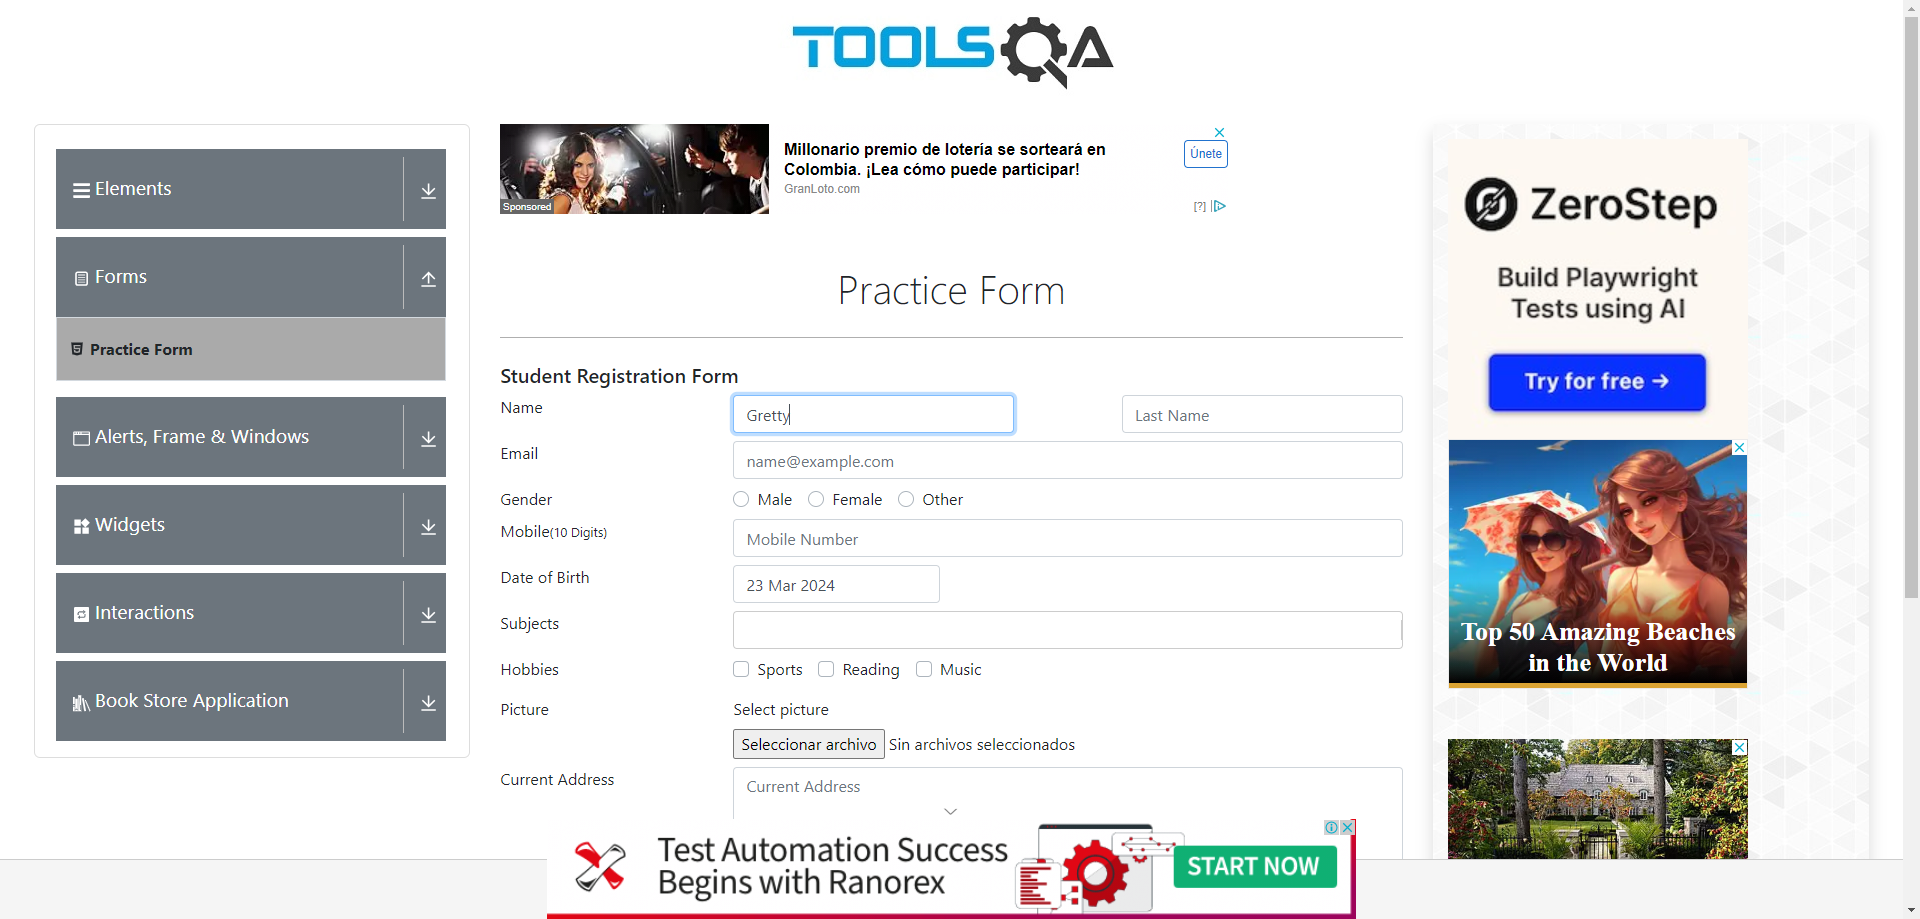 TOOLSQA
Elements
Forms
Practice Form
Alerts, Frame & Windows
Widgets
Interactions
Book Store Application
Sponsored
Millonario premio de lotería se sorteará en
Colombia. ¡Lea cómo puede participar!
GranLoto.com
Únete
[?]
Practice Form
Student Registration Form
Name
Gretty
Last Name
Email
name@example.com
Gender
Male Female Other
Mobile(10 Digits)
Mobile Number
Date of Birth
23 Mar 2024
Subjects
Hobbies
Sports Reading Music
Picture
Select picture
Seleccionar archivo Sin archivos seleccionados
Current Address
Current Address
ZeroStep
Build Playwright
Tests using AI
Try for free →
Top 50 Amazing Beaches
in the World
Test Automation Success
Begins with Ranorex
START NOW